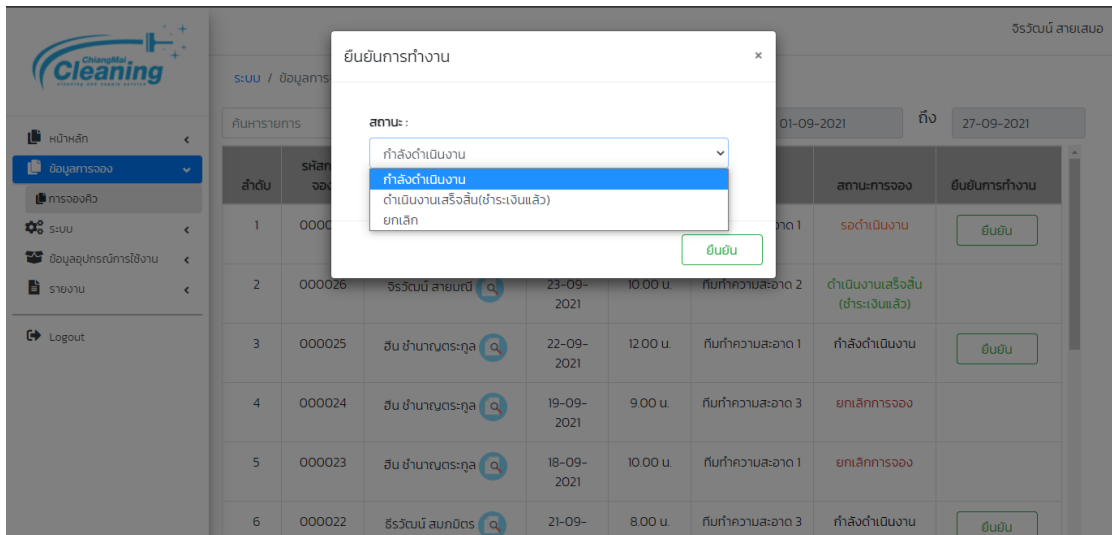 จิรวัฒน์ สายเสมอ
ChiangMai
Cleaning
cleaning and repair service
หน้าหลัก
ข้อมูลการจอง
การจองคิว
ระบบ
ข้อมูลอุปกรณ์การใช้งาน
รายงาน
Logout
ระบบ / ข้อมูลการ
ค้นหารายการ
01-09-2021 ถึง 27-09-2021
ยืนยันการทำงาน ×
สถานะ :
กำลังดำเนินงาน
กำลังดำเนินงาน
ดำเนินงานเสร็จสิ้น(ชำระเงินแล้ว)
ยกเลิก
ยืนยัน
ลำดับ สถานะการจอง ยืนยันการทำงาน
1 รอดำเนินงาน ยืนยัน
2 000026 จิรวัฒน์ สายมณี 23-09-2021 10.00 น. ทีมทำความสะอาด 2 ดำเนินงานเสร็จสิ้น
(ชำระเงินแล้ว)
3 000025 ฮีน ชำนาญตระกูล 22-09-2021 12.00 น. ทีมทำความสะอาด 1 กำลังดำเนินงาน ยืนยัน
4 000024 ฮีน ชำนาญตระกูล 19-09-2021 9.00 น. ทีมทำความสะอาด 3 ยกเลิกการจอง
5 000023 ฮีน ชำนาญตระกูล 18-09-2021 10.00 น. ทีมทำความสะอาด 1 ยกเลิกการจอง
6 000022 ธีรวัฒน์ สมภมิตร 21-09- 8.00 น. ทีมทำความสะอาด 3 กำลังดำเนินงาน ยืนยัน